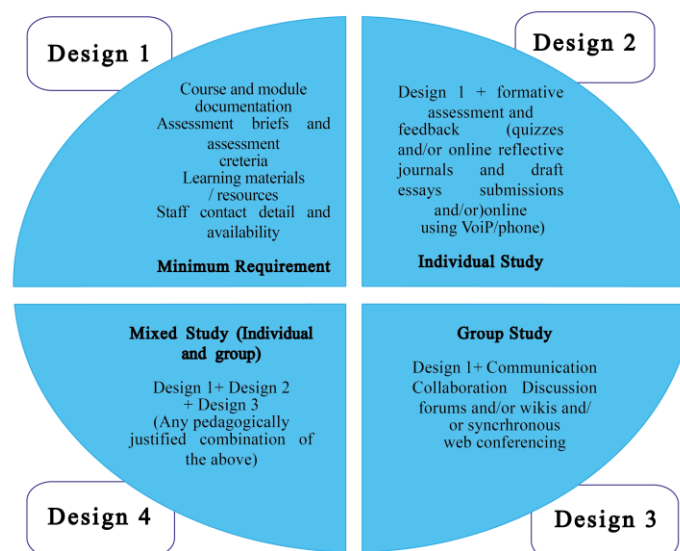 Design 1
Course and module
documentation
Assessment briefs and
assessment
creteria
Learning materials
/ resources
Staff contact detail and
availability
Minimum Requirement
Design 2
Design 1 + formative
assessment and
feedback (quizzes
and/or online reflective
journals and draft
essays submissions
and/or)online
using VoiP/phone)
Individual Study
Mixed Study (Individual
and group)
Design 1+ Design 2
+ Design 3
(Any pedagogically
justified combination of
the above)
Design 4
Group Study
Design 1+ Communication
Collaboration Discussion
forums and/or wikis and/
or syncrhronous
web conferencing
Design 3